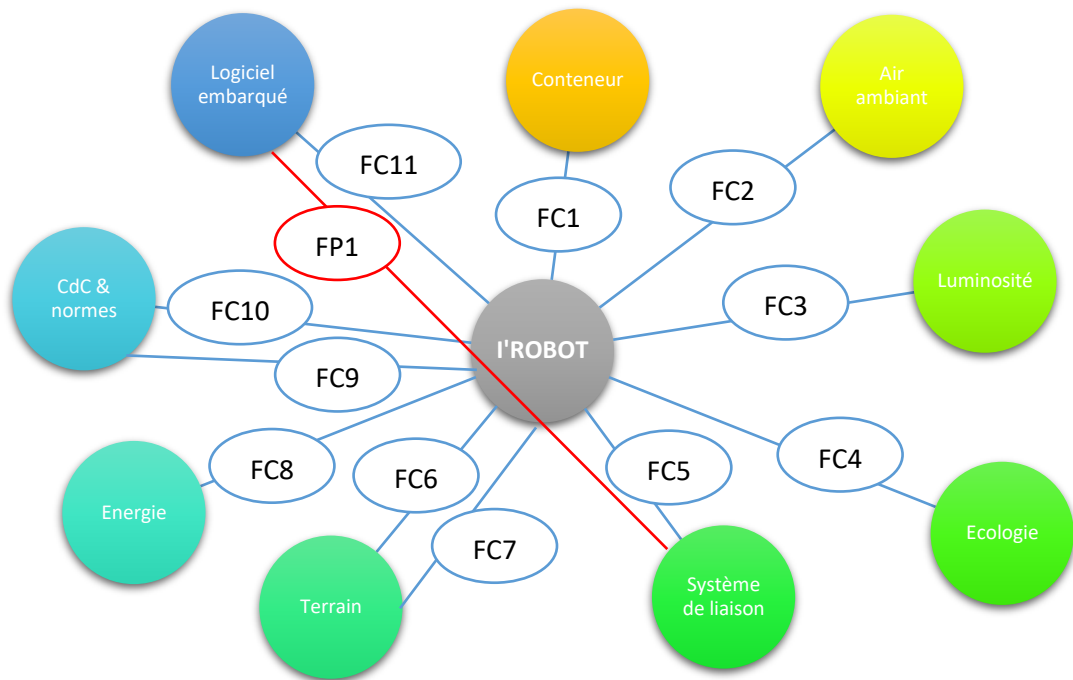 Logiciel
embarqué
Conteneur
Air
ambiant
FC11
FC2
FC1
FP1
CdC &
normes
FC10
FC3
Luminosité
I'ROBOT
FC9
FC8
FC6
FC5
FC4
Energie
FC7
Ecologie
Terrain
Système
de liaison